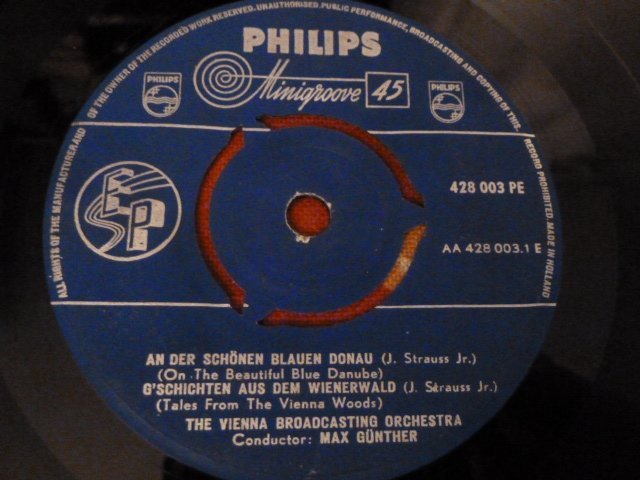 ALL RIGHTS OF THE MANUFACTURER AND OF THE OWNER OF THE RECORDED WORK RESERVED. UNAUTHORISED PUBLIC PERFORMANCE, BROADCASTING AND COPYING OF THIS RECORD PROHIBITED. MADE IN HOLLAND
PHILIPS
Minigroove 45
PHILIPS
PHILIPS
EP
428 003 PE
AA 428 003.1 E
AN DER SCHÖNEN BLAUEN DONAU (J. Strauss Jr.)
(On The Beautiful Blue Danube)
G'SCHICHTEN AUS DEM WIENERWALD (J. Strauss Jr.)
(Tales From The Vienna Woods)
THE VIENNA BROADCASTING ORCHESTRA
Conductor: MAX GÜNTHER